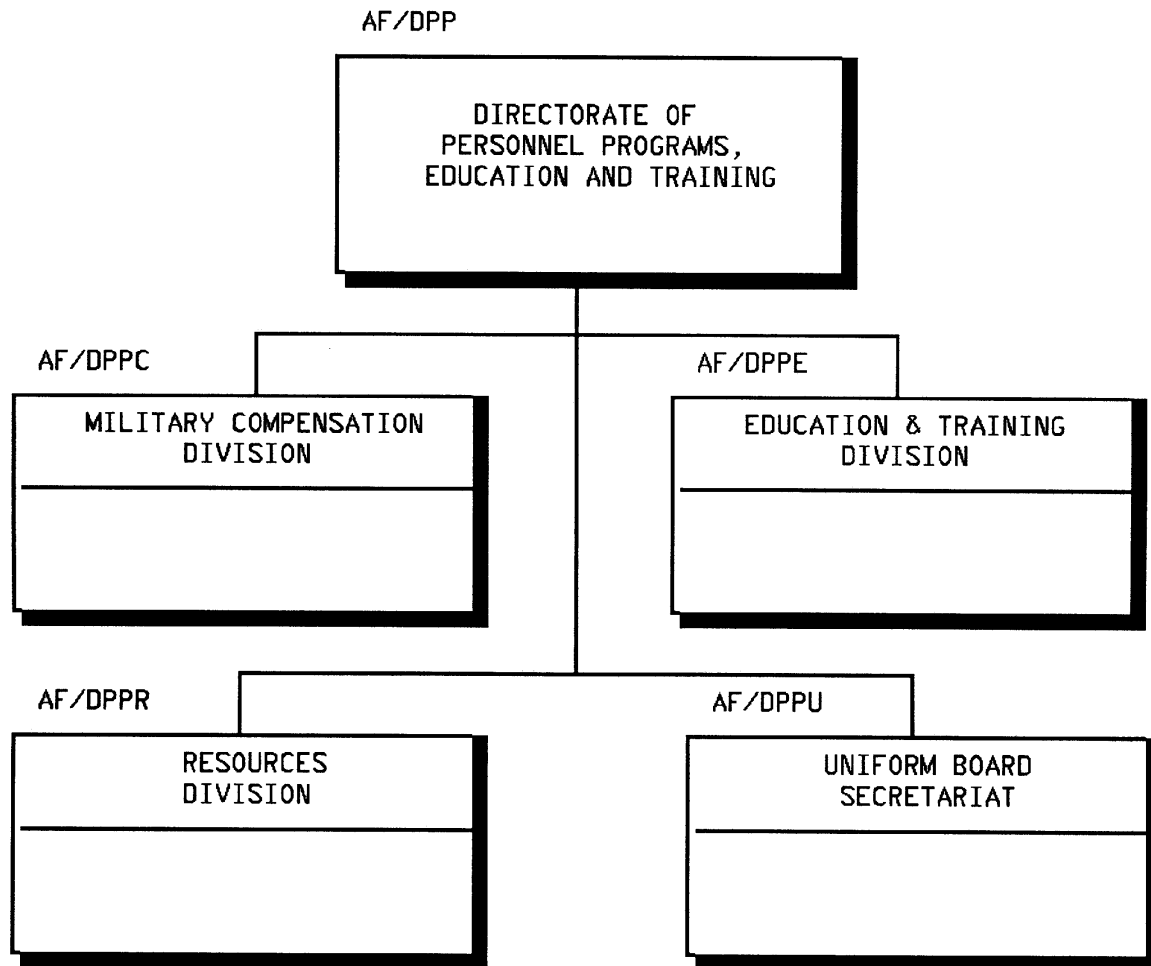 AF/DPP
DIRECTORATE OF
PERSONNEL PROGRAMS,
EDUCATION AND TRAINING
AF/DPPC
MILITARY COMPENSATION
DIVISION
AF/DPPE
EDUCATION & TRAINING
DIVISION
AF/DPPR
RESOURCES
DIVISION
AF/DPPU
UNIFORM BOARD
SECRETARIAT